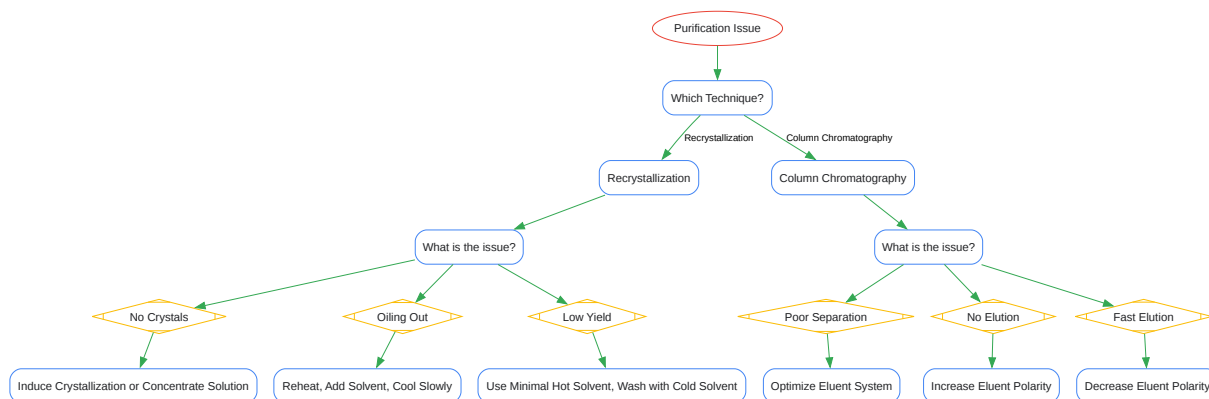 Purification Issue
Which Technique?
Recrystallization
Column Chromatography
Recrystallization
Column Chromatography
What is the issue?
What is the issue?
No Crystals
Oiling Out
Low Yield
Poor Separation
No Elution
Fast Elution
Induce Crystallization or Concentrate Solution
Reheat, Add Solvent, Cool Slowly
Use Minimal Hot Solvent, Wash with Cold Solvent
Optimize Eluent System
Increase Eluent Polarity
Decrease Eluent Polarity